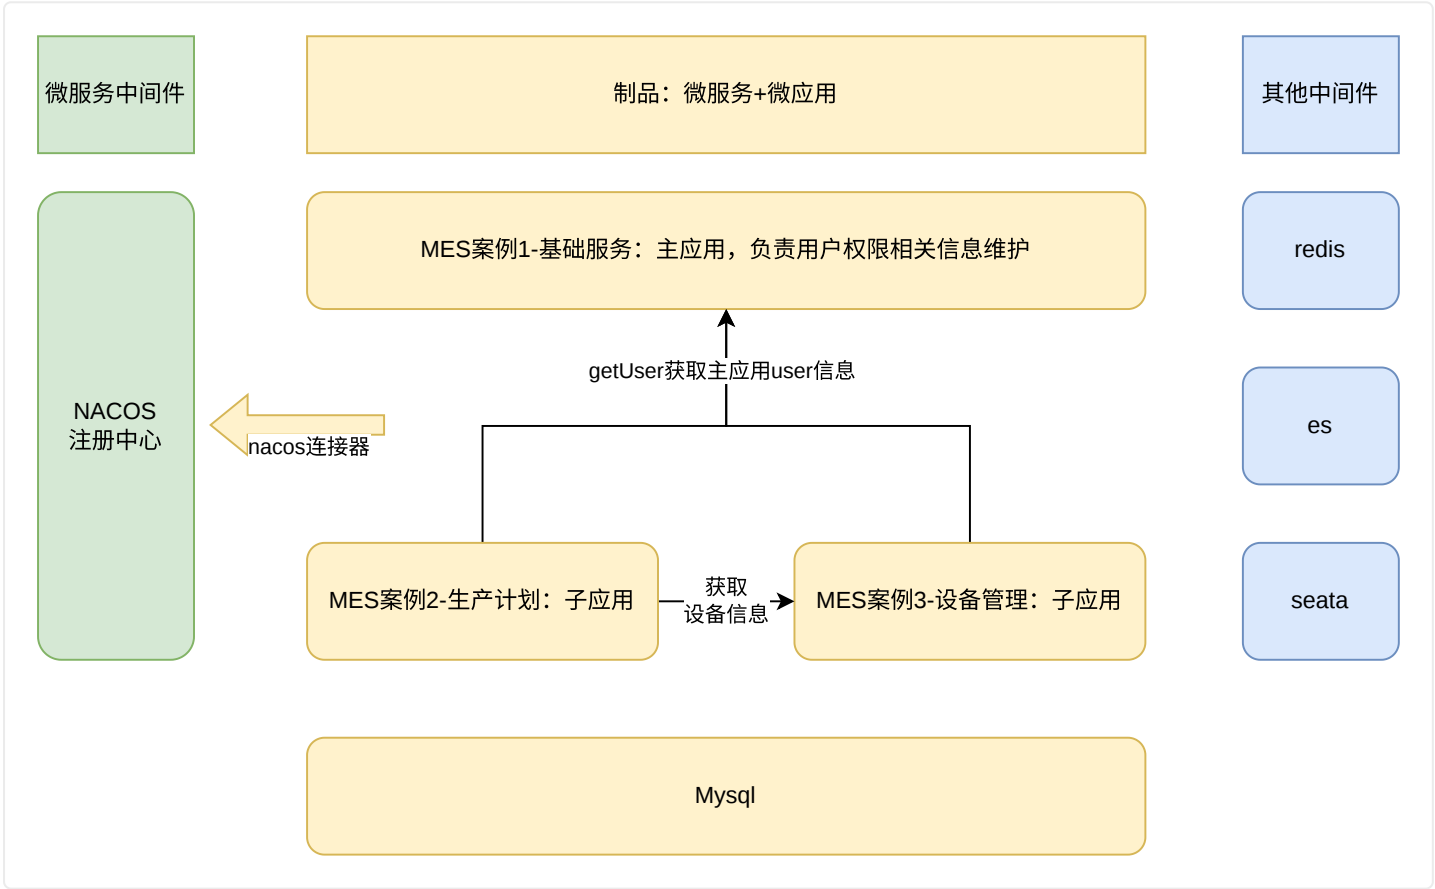 微服务中间件
制品：微服务+微应用
其他中间件
MES案例1-基础服务：主应用，负责用户权限相关信息维护
redis
getUser获取主应用user信息
NACOS
注册中心
nacos连接器
es
MES案例2-生产计划：子应用
获取
设备信息
MES案例3-设备管理：子应用
seata
Mysql